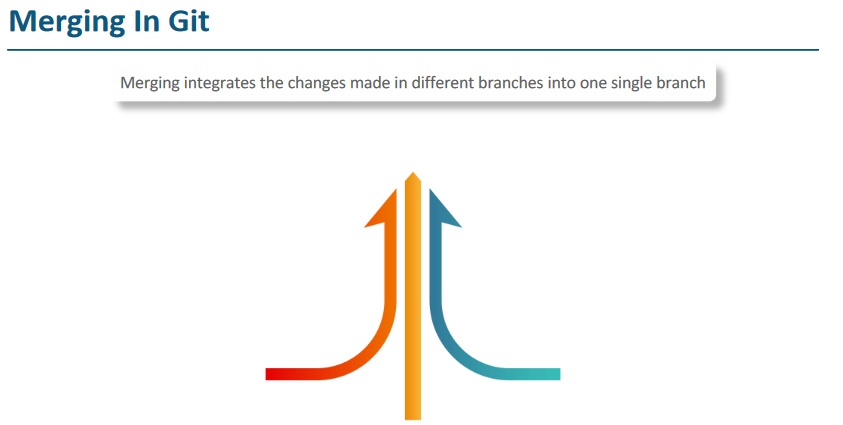 Merging In Git
Merging integrates the changes made in different branches into one single branch